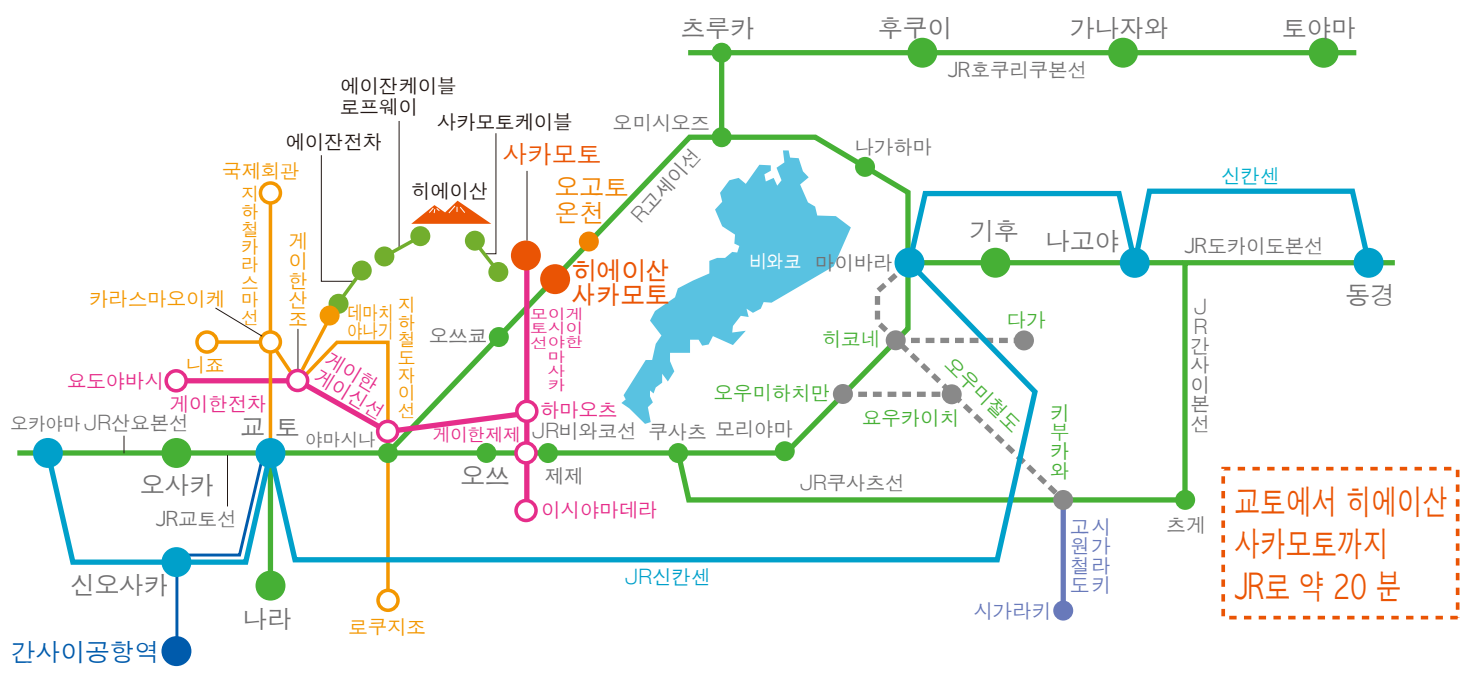 츠루카
후쿠이
가나자와
토야마
JR호쿠리쿠본선
에이잔케이블
로프웨이
사카모토케이블
에이잔전차
오미시오즈
나가하마
사카모토
국제회관
지하철카라스마선
히에이산
오고토
온천
R고세이선
신칸센
게이한산조
기후
나고야
JR도카이도본선
비와코
마이바라
히에이산
사카모토
동경
카라스마오이케
데마치
야나기
지하철도자이선
오쓰쿄
게이한
이시야마사카
모토선
JR간사이본선
히코네
다가
니죠
요도야바시
게이한전차
게이한
게이신선
오우미하치만
요우카이치
오우미철도
키부카와
하마오츠
오카야마
JR산요본선
교토
야마시나
게이한제제
JR비와코선
쿠사츠
모리야마
오사카
오쓰
제제
JR쿠사츠선
츠게
JR교토선
이시야마데라
시가라키
고원철도
신오사카
JR신칸센
나라
로쿠지조
시가라키
간사이공항역
교토에서 히에이산
사카모토까지
JR로 약 20 분